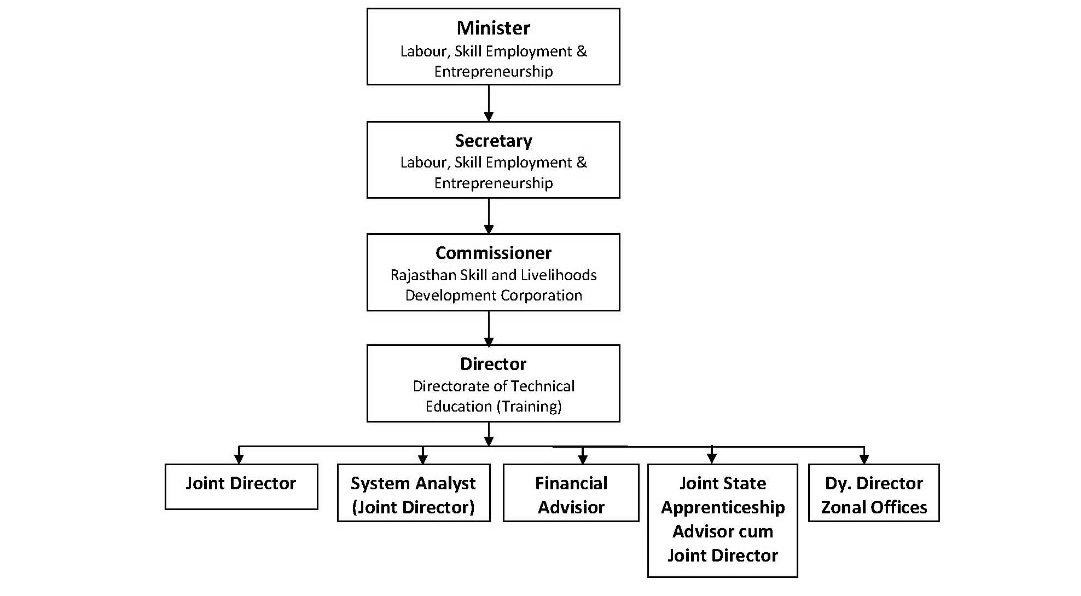 Minister
Labour, Skill Employment &
Entrepreneurship
Secretary
Labour, Skill Employment &
Entrepreneurship
Commissioner
Rajasthan Skill and Livelihoods
Development Corporation
Director
Directorate of Technical
Education (Training)
Joint Director
System Analyst
(Joint Director)
Financial
Advisior
Joint State
Apprenticeship
Advisor cum
Joint Director
Dy. Director
Zonal Offices